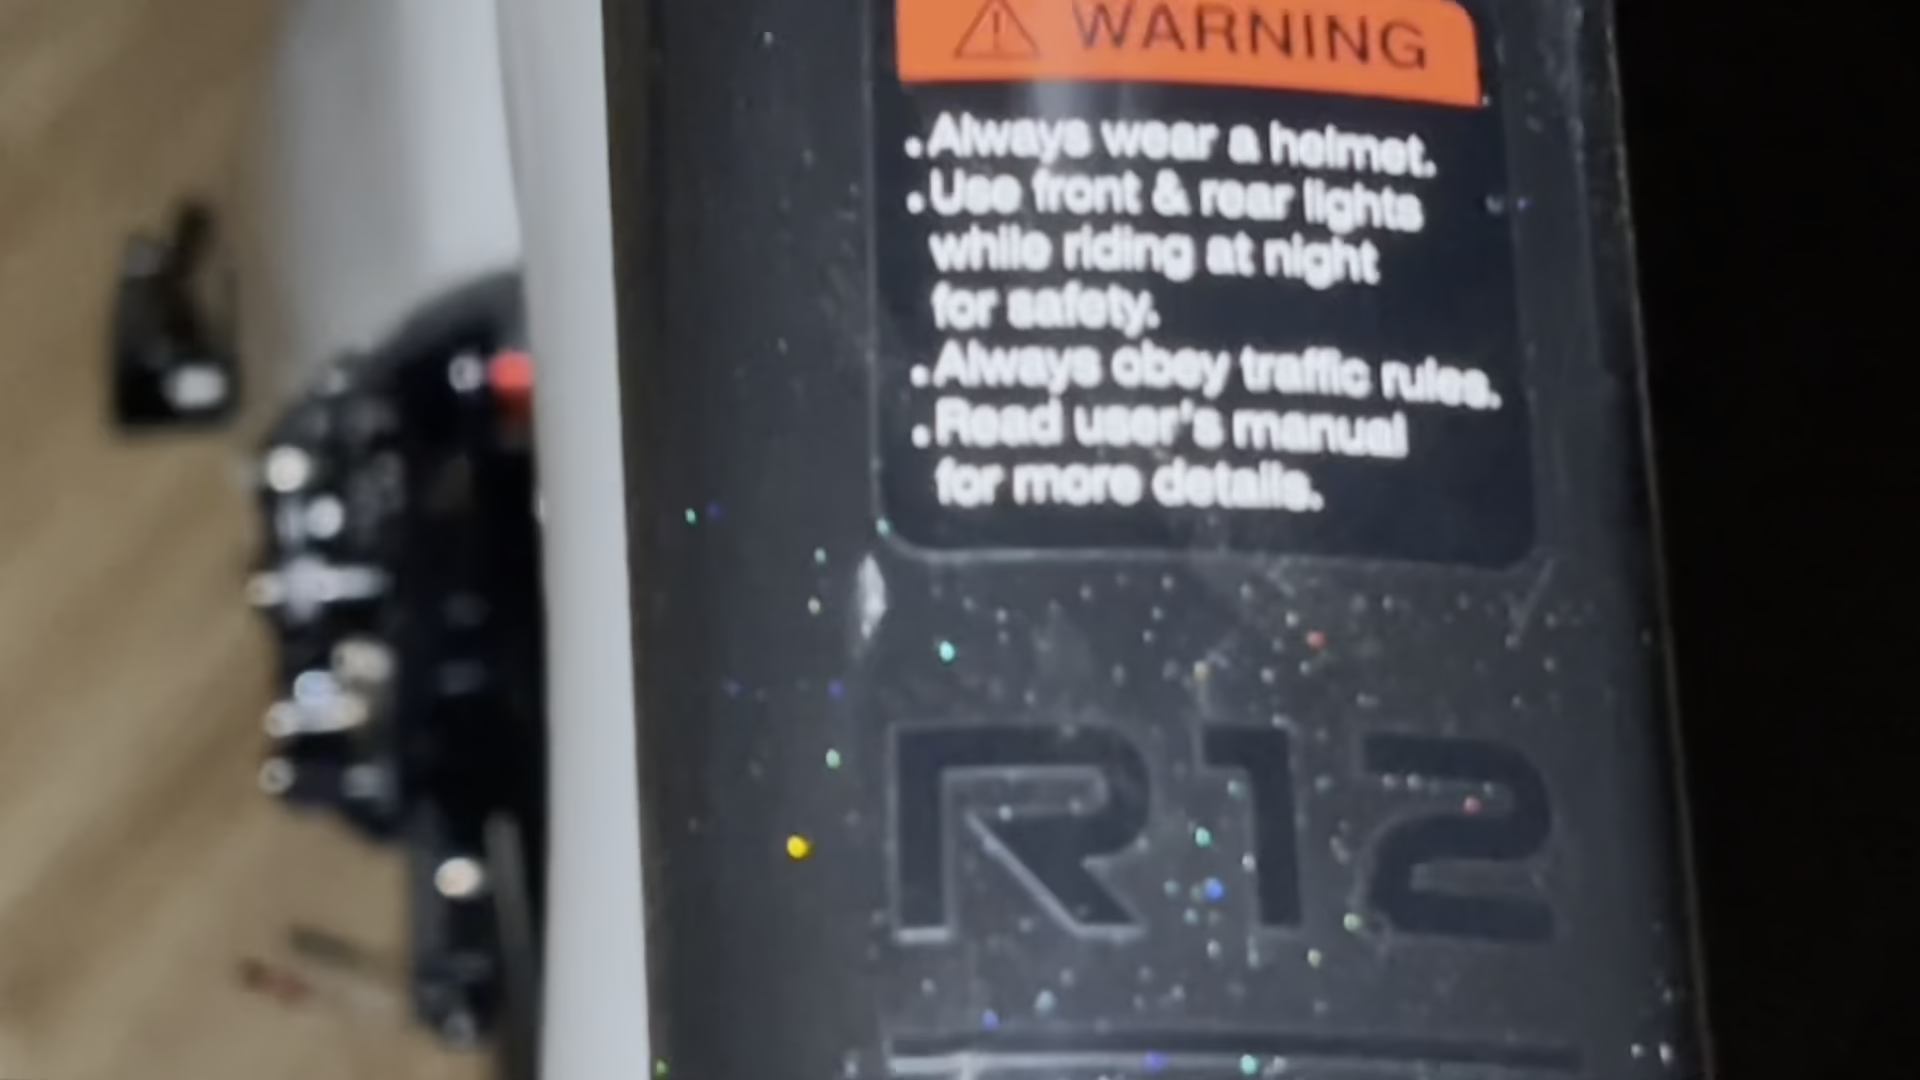 ⚠ WARNING
.Always wear a helmet.
.Use front & rear lights
while riding at night
for safety.
.Always obey traffic rules.
.Read user's manual
for more details.
R12